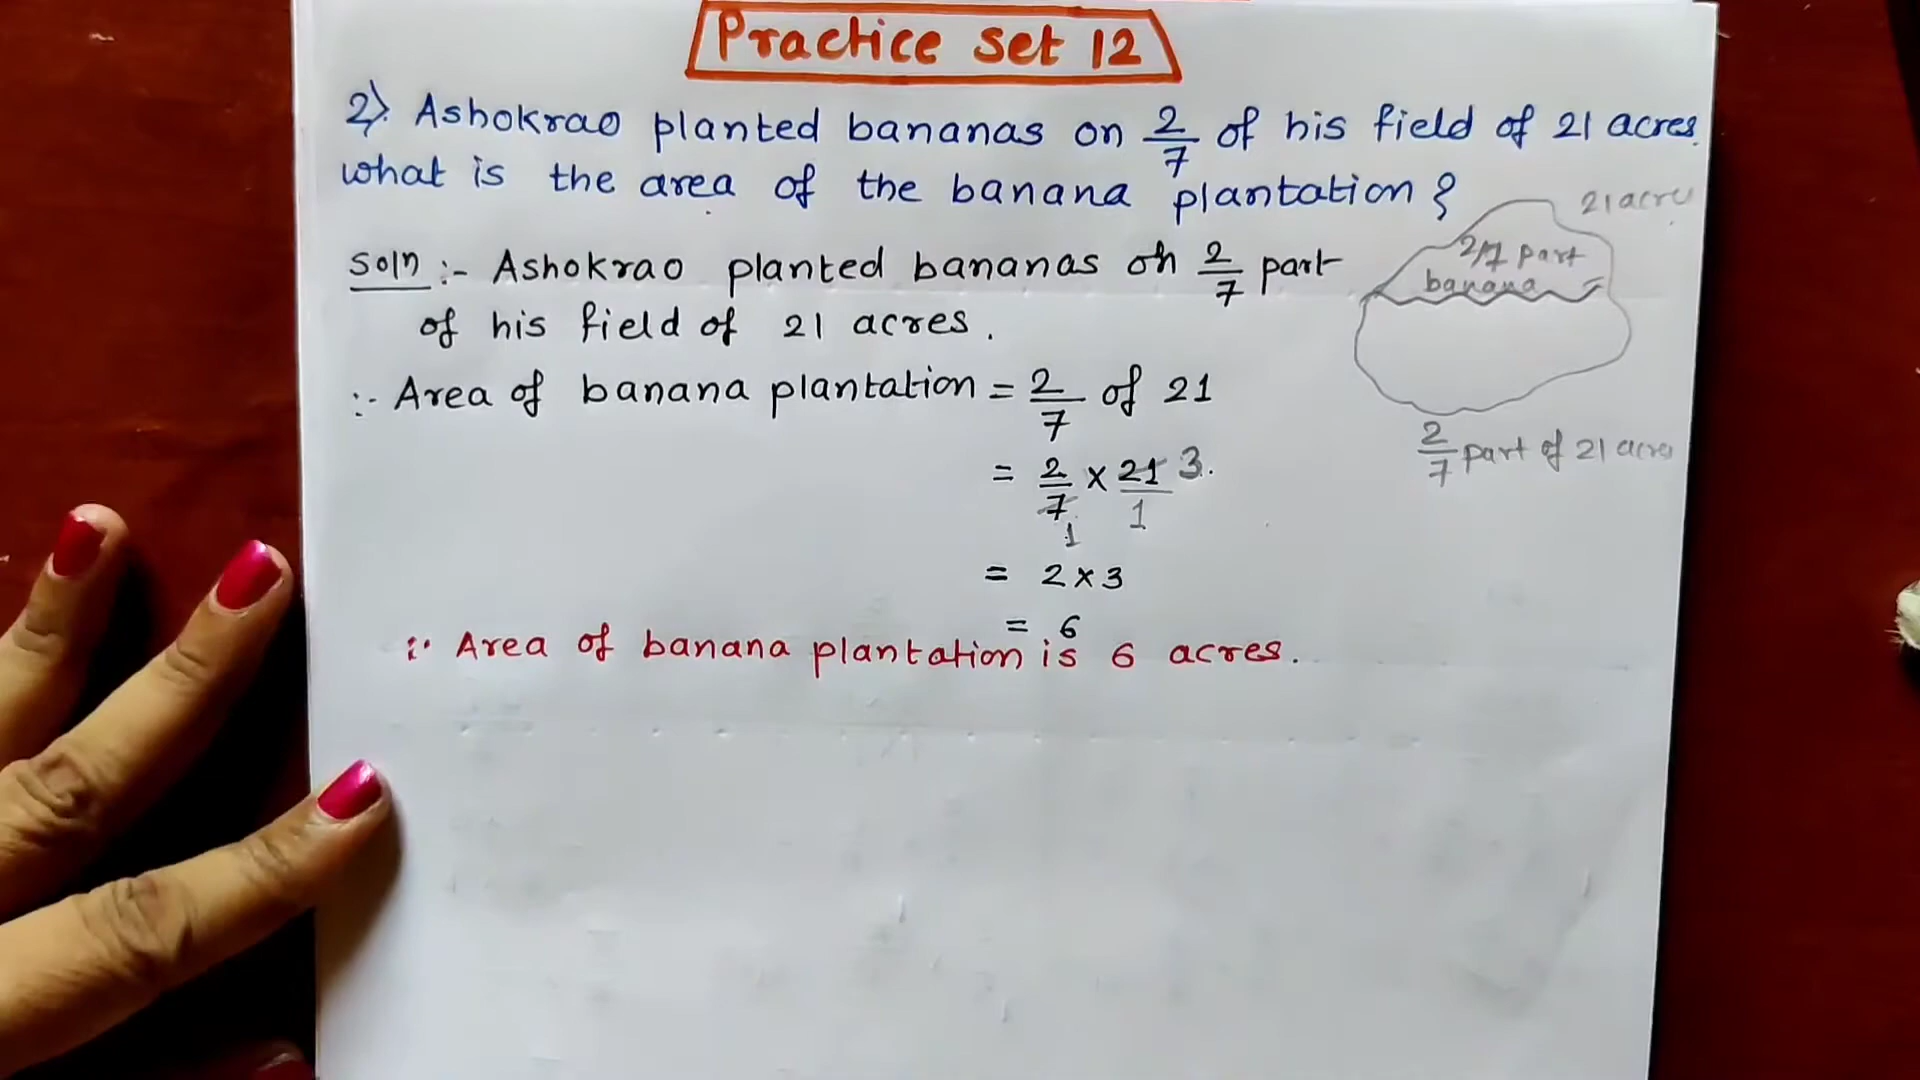 Practice Set 12
2) Ashokrao planted bananas on 2/7 of his field of 21 acres.
what is the area of the banana plantation ?
21 acres
2/7 part
banana
Soln :- Ashokrao planted bananas on 2/7 part
of his field of 21 acres.
∴ Area of banana plantation = 2/7 of 21
2/7 part of 21 acres
= 2/7 × 21/1 3.
1
= 2 × 3
= 6
∴ Area of banana plantation is 6 acres.